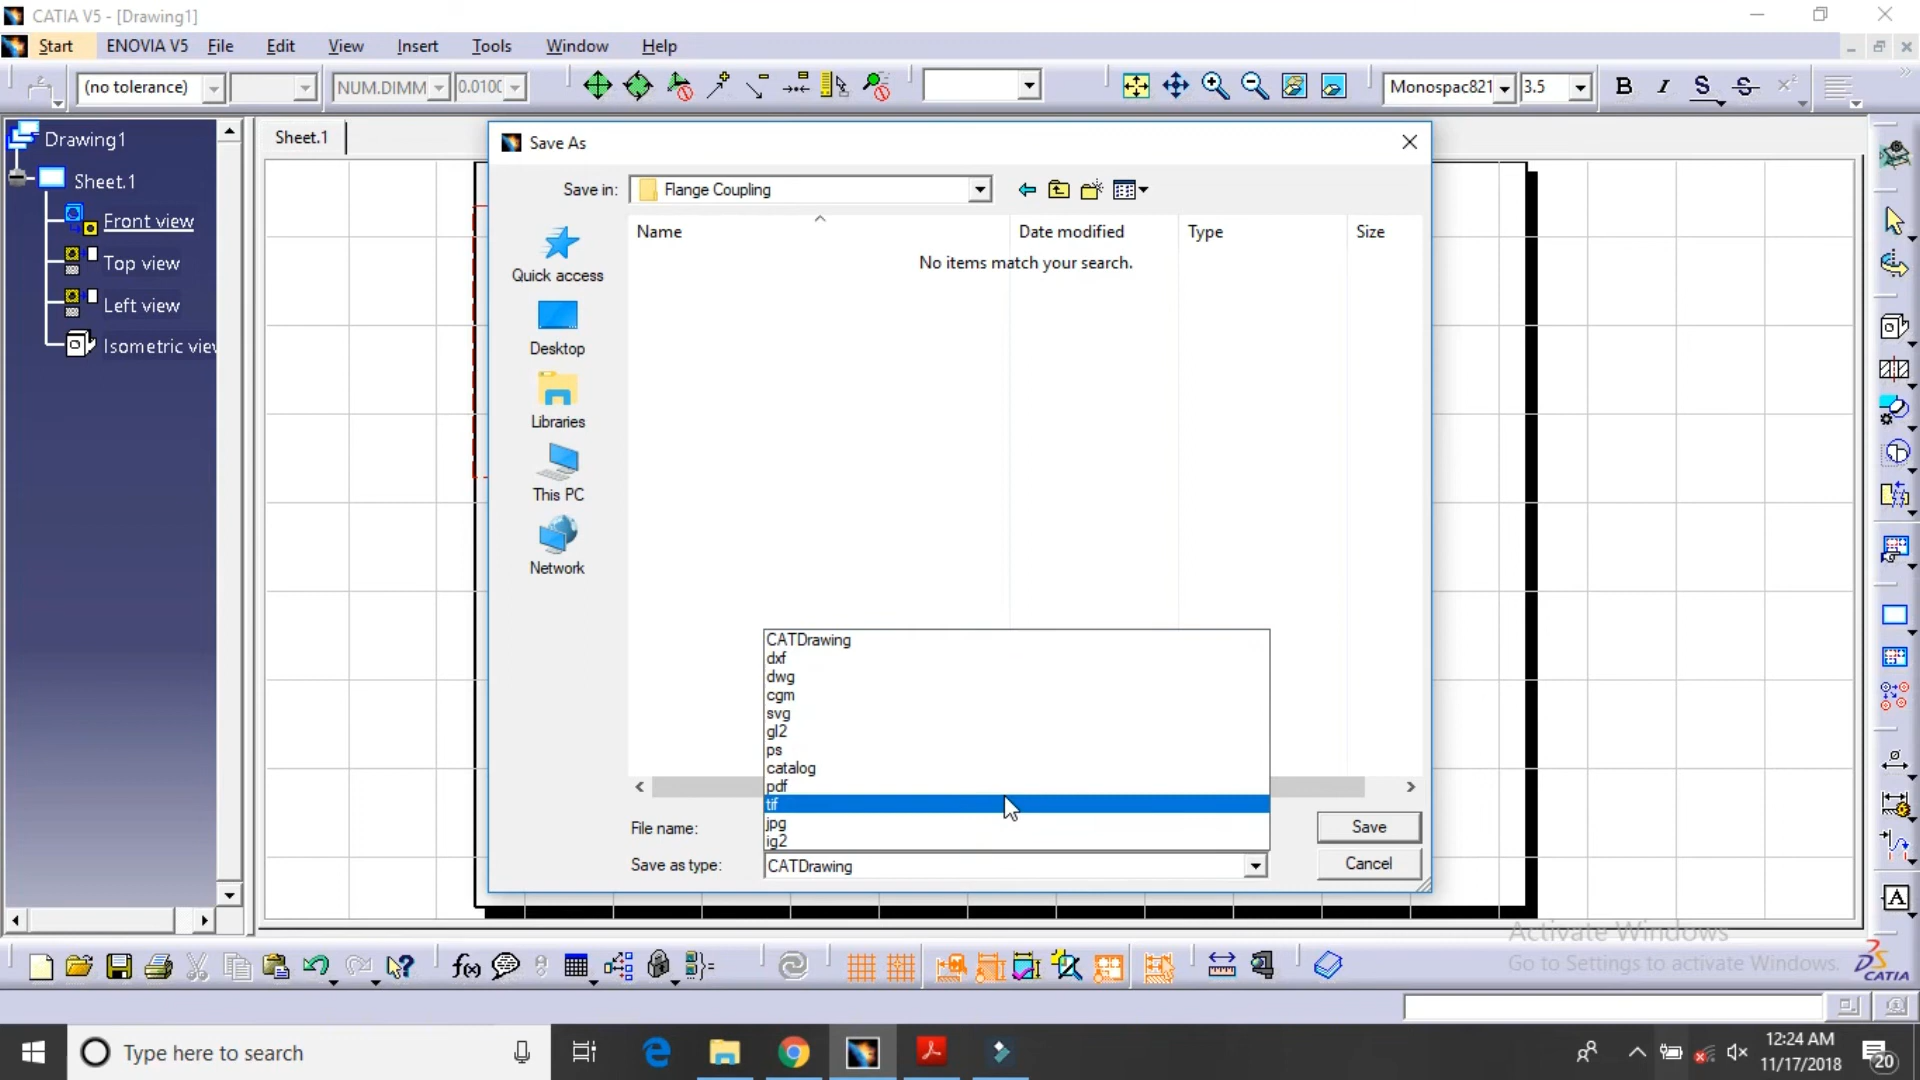 CATIA V5 - [Drawing1]
Start ENOVIA V5 File Edit View Insert Tools Window Help
(no tolerance) NUM.DIMM 0.010( Monospac821 3.5 B I S S
Drawing1
Sheet.1
Front view
Top view
Left view
Isometric view
Sheet.1
Save As
Save in: Flange Coupling
Name Date modified Type Size
No items match your search.
Quick access
Desktop
Libraries
This PC
Network
CATDrawing
dxf
dwg
cgm
svg
gl2
ps
catalog
pdf
tif
jpg
ig2
File name: Save
Save as type: CATDrawing Cancel
Activate Windows
Go to Settings to activate Windows.
CATIA
Type here to search
12:24 AM
11/17/2018
20